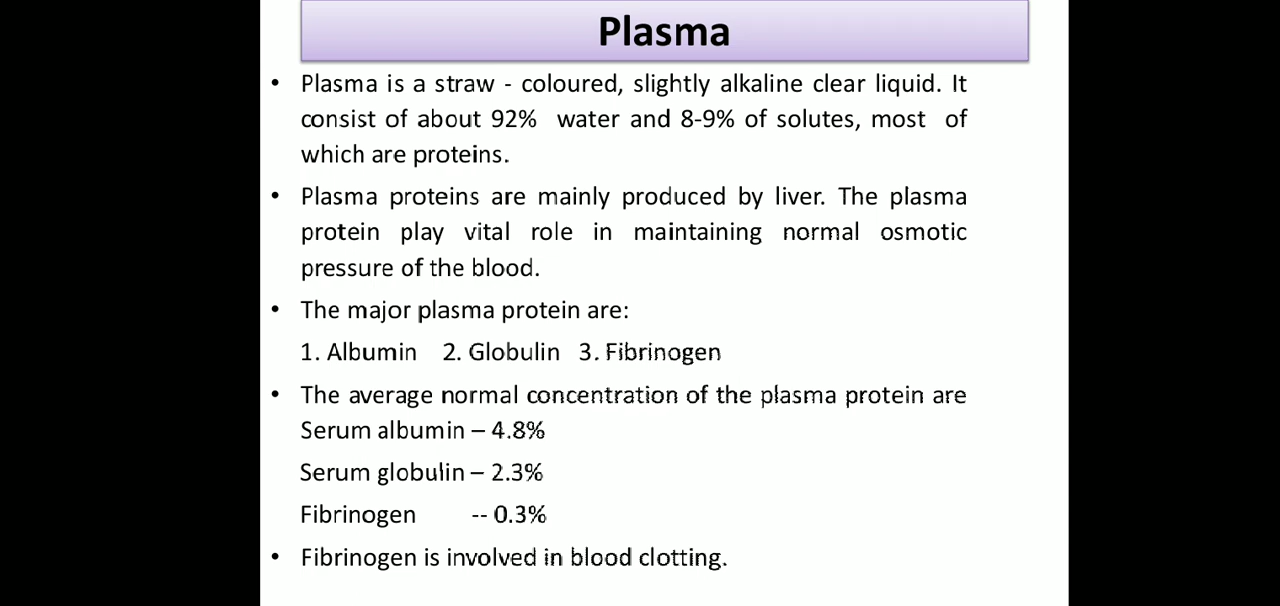 Plasma
• Plasma is a straw - coloured, slightly alkaline clear liquid. It
consist of about 92% water and 8-9% of solutes, most of
which are proteins.
• Plasma proteins are mainly produced by liver. The plasma
protein play vital role in maintaining normal osmotic
pressure of the blood.
• The major plasma protein are:
1. Albumin 2. Globulin 3. Fibrinogen
• The average normal concentration of the plasma protein are
Serum albumin – 4.8%
Serum globulin – 2.3%
Fibrinogen -- 0.3%
• Fibrinogen is involved in blood clotting.